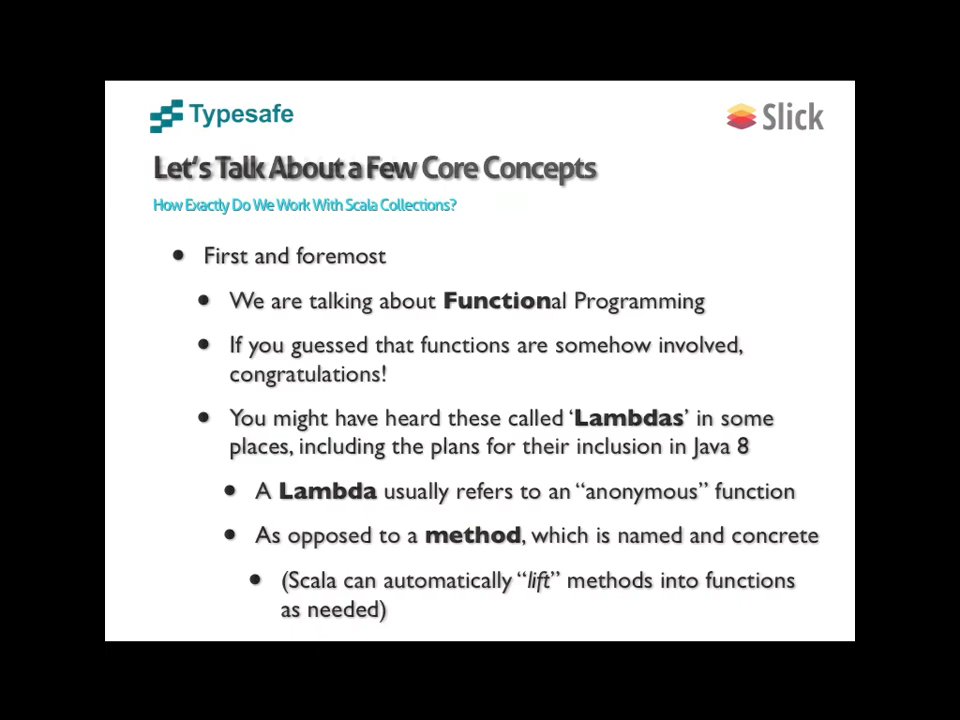 Typesafe
Slick
Let's Talk About a Few Core Concepts
How Exactly Do We Work With Scala Collections?
• First and foremost
• We are talking about Functional Programming
• If you guessed that functions are somehow involved,
congratulations!
• You might have heard these called ‘Lambdas’ in some
places, including the plans for their inclusion in Java 8
• A Lambda usually refers to an “anonymous” function
• As opposed to a method, which is named and concrete
• (Scala can automatically “lift” methods into functions
as needed)